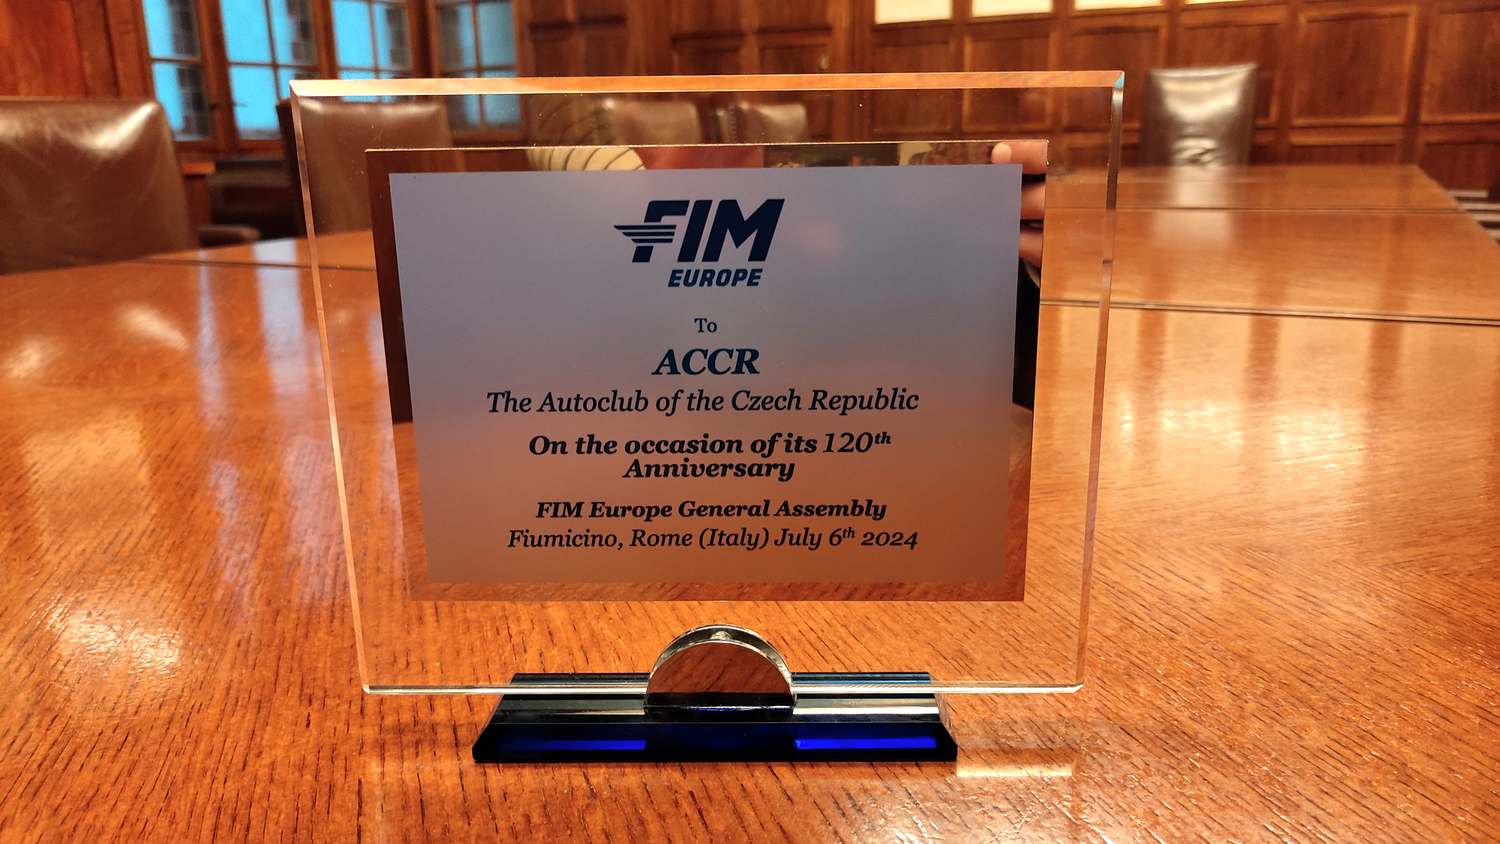 FIM
EUROPE
To
ACCR
The Autoclub of the Czech Republic
On the occasion of its 120th
Anniversary
FIM Europe General Assembly
Fiumicino, Rome (Italy) July 6th 2024